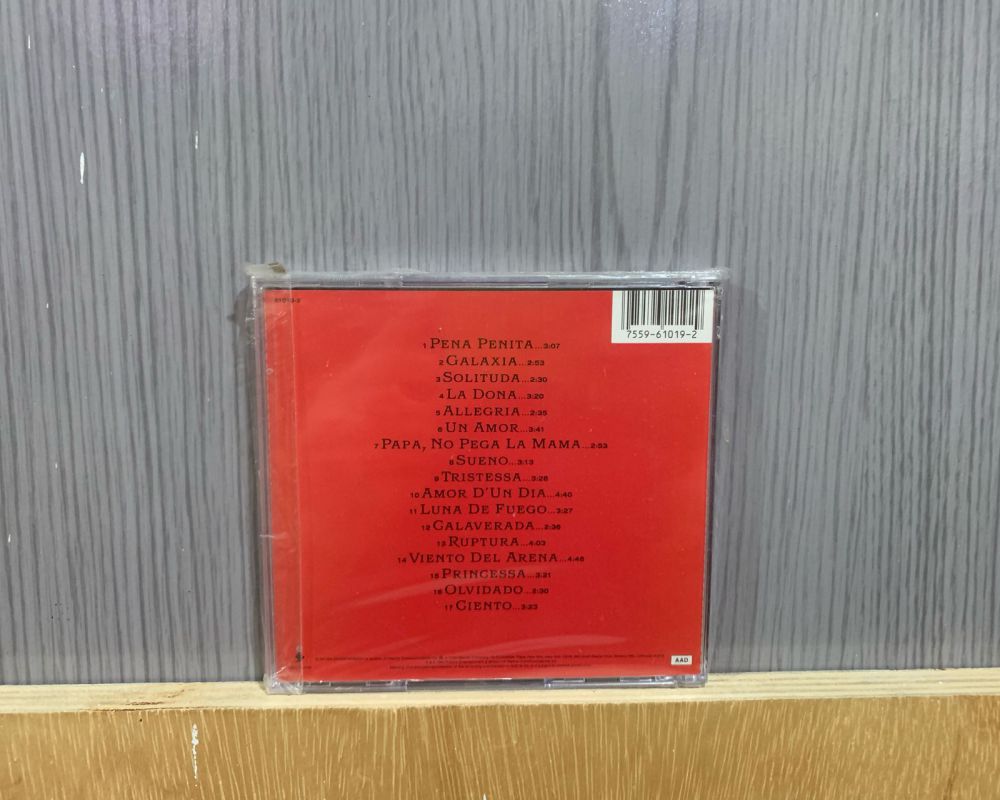 7559-61019-2
1 PENA PENITA...3:07
2 GALAXIA...2:53
3 SOLITUDA...2:30
4 LA DONA...3:20
5 ALLEGRIA...2:35
6 UN AMOR...3:41
7 PAPA, NO PEGA LA MAMA...2:53
8 SUENO...3:13
9 TRISTESSA...3:28
10 AMOR D'UN DIA...4:40
11 LUNA DE FUEGO...3:27
12 CALAVERADA...2:36
13 RUPTURA...4:03
14 VIENTO DEL ARENA...4:46
15 PRINCESSA...3:21
16 OLVIDADO...2:30
17 CIENTO...3:23
AAD